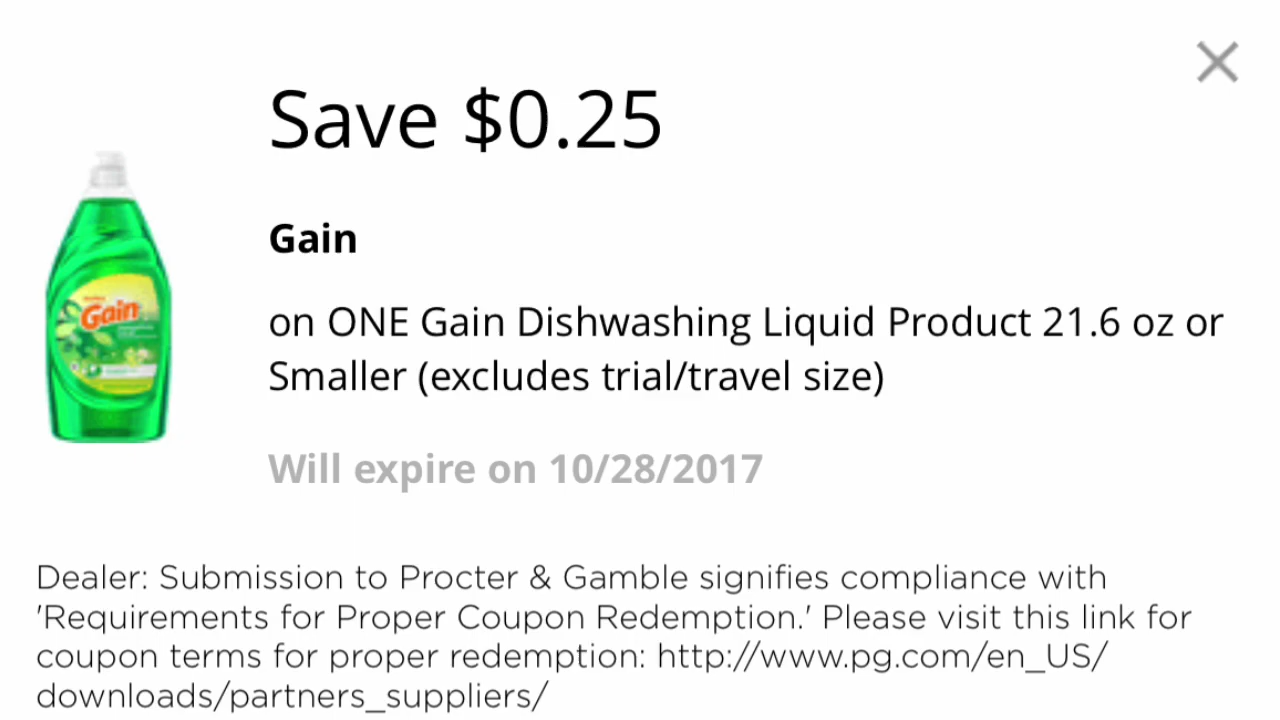 Save $0.25
Gain
on ONE Gain Dishwashing Liquid Product 21.6 oz or
Smaller (excludes trial/travel size)
Will expire on 10/28/2017
Gain
Dealer: Submission to Procter & Gamble signifies compliance with
'Requirements for Proper Coupon Redemption.' Please visit this link for
coupon terms for proper redemption: http://www.pg.com/en_US/
downloads/partners_suppliers/